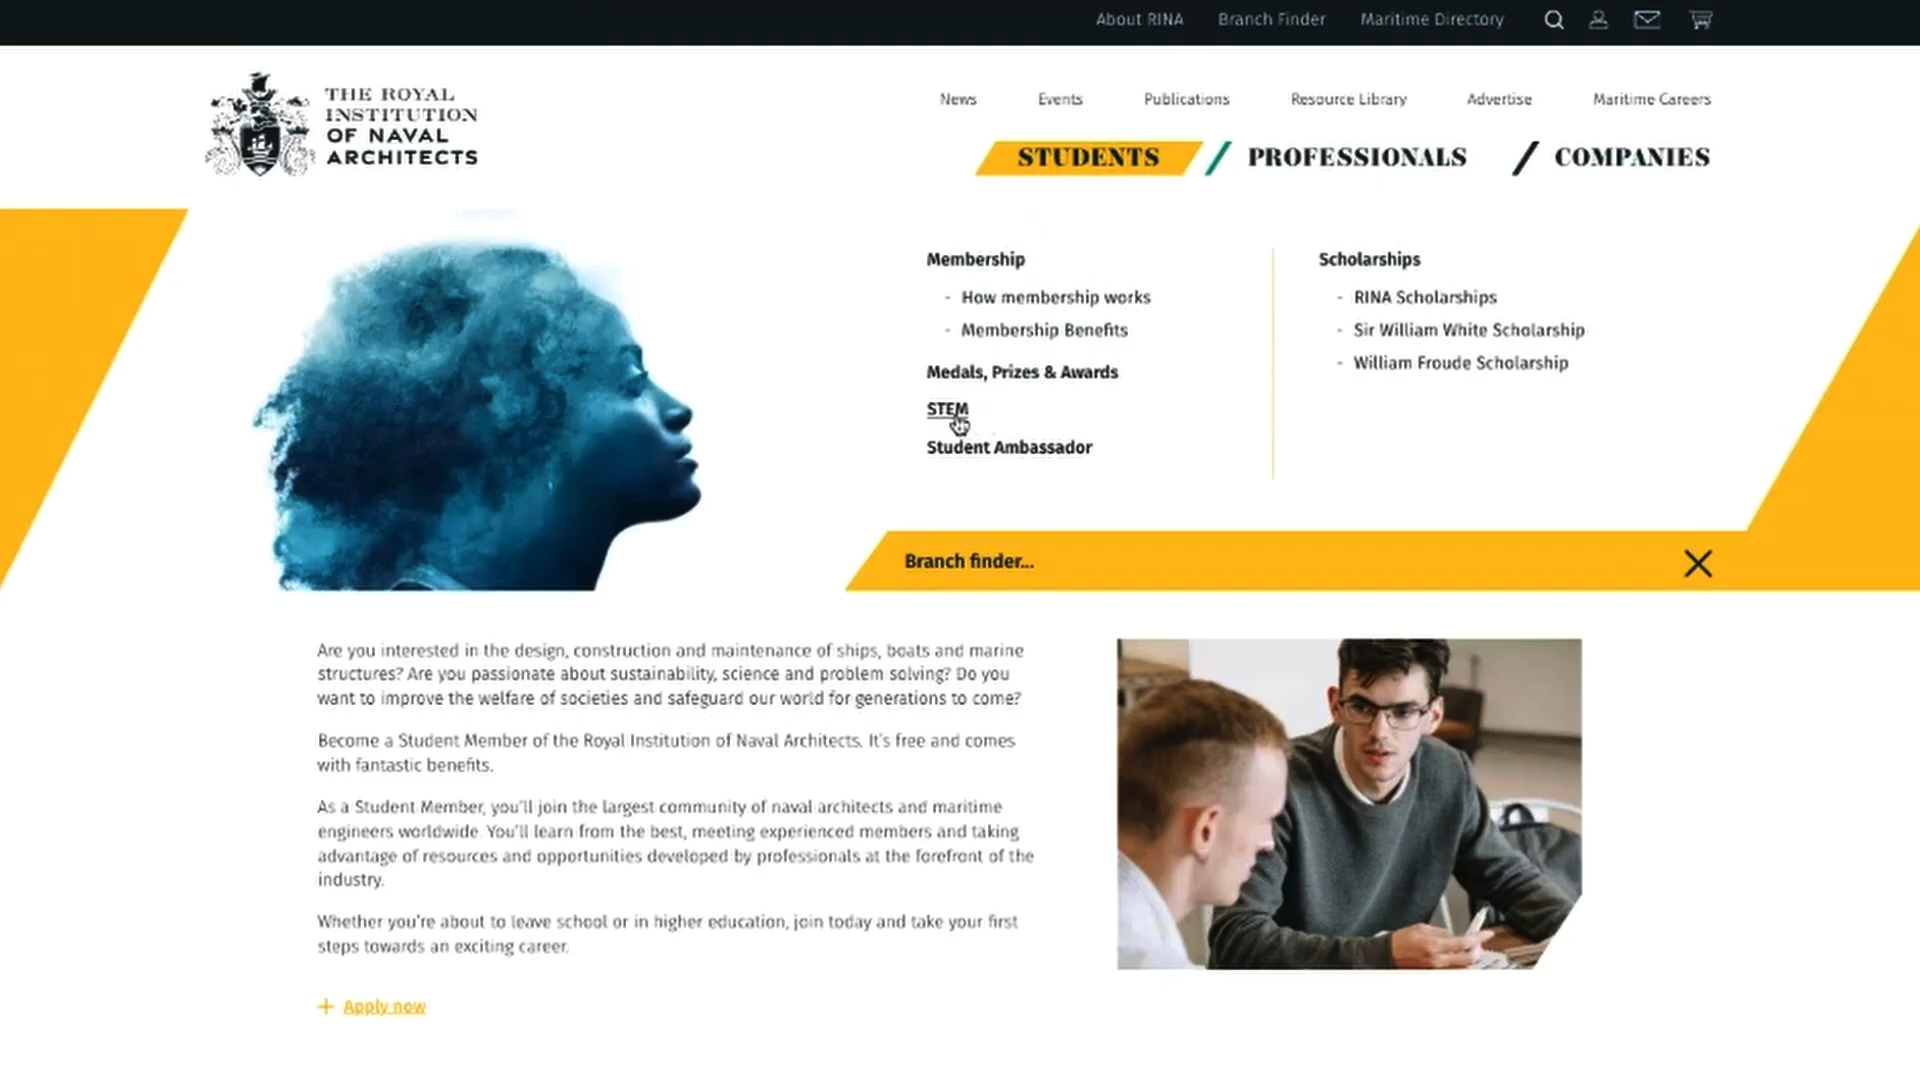 About RINA Branch Finder Maritime Directory
THE ROYAL
INSTITUTION
OF NAVAL
ARCHITECTS
News Events Publications Resource Library Advertise Maritime Careers
STUDENTS PROFESSIONALS COMPANIES
Membership
- How membership works
- Membership Benefits
Medals, Prizes & Awards
STEM
Student Ambassador
Scholarships
- RINA Scholarships
- Sir William White Scholarship
- William Froude Scholarship
Branch finder...
Are you interested in the design, construction and maintenance of ships, boats and marine
structures? Are you passionate about sustainability, science and problem solving? Do you
want to improve the welfare of societies and safeguard our world for generations to come?
Become a Student Member of the Royal Institution of Naval Architects. It's free and comes
with fantastic benefits.
As a Student Member, you'll join the largest community of naval architects and maritime
engineers worldwide. You'll learn from the best, meeting experienced members and taking
advantage of resources and opportunities developed by professionals at the forefront of the
industry.
Whether you're about to leave school or in higher education, join today and take your first
steps towards an exciting career.
+ Apply now